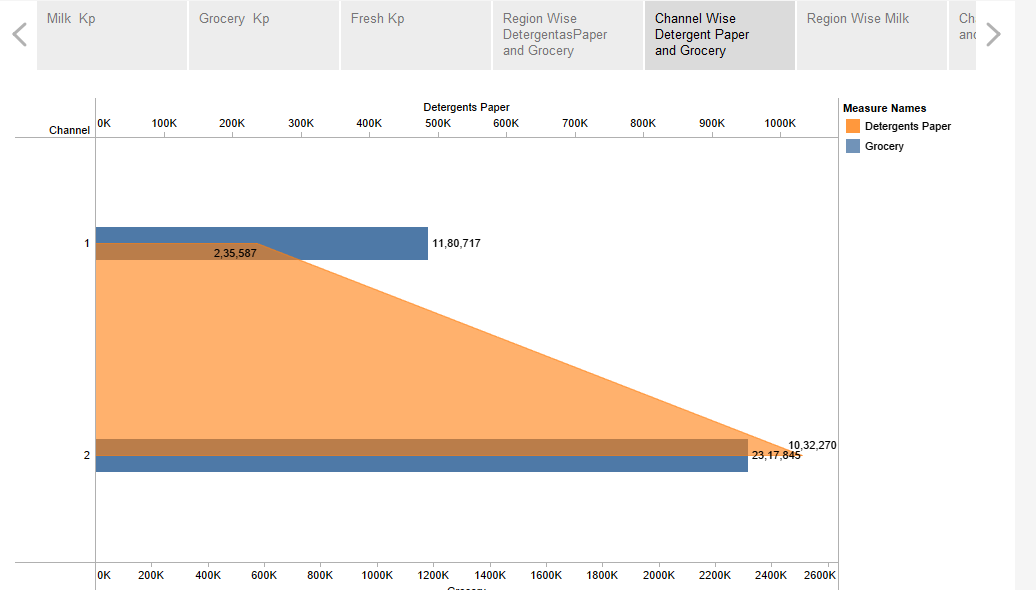 Milk  Kp
Grocery  Kp
Fresh Kp
Region Wise
DetergentasPaper
and Grocery
Channel Wise
Detergent Paper
and Grocery
Region Wise Milk
Detergents Paper
Channel
0K 100K 200K 300K 400K 500K 600K 700K 800K 900K 1000K
Measure Names
Detergents Paper
Grocery
1
11,80,717
2,35,587
10,32,270
2
23,17,845
0K 200K 400K 600K 800K 1000K 1200K 1400K 1600K 1800K 2000K 2200K 2400K 2600K